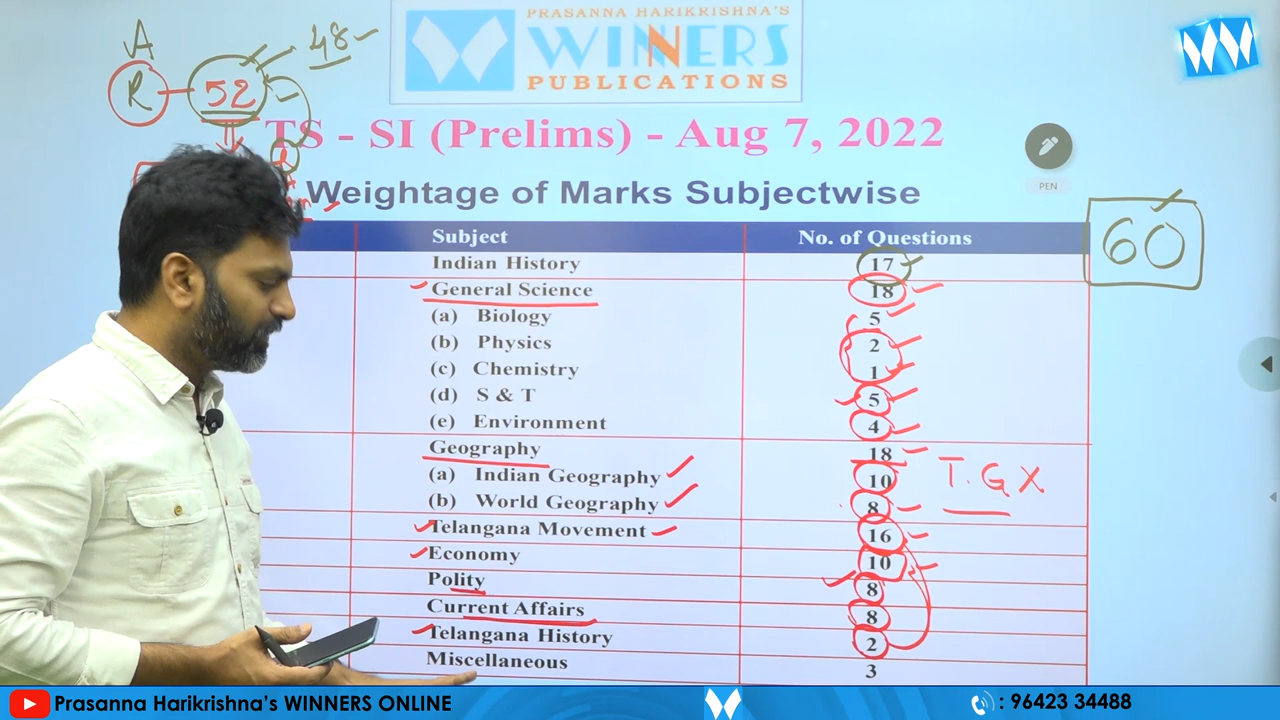 PRASANNA HARIKRISHNA'S
WINNERS
PUBLICATIONS
A
R - 52
48
TS - SI (Prelims) - Aug 7, 2022
PEN
Weightage of Marks Subjectwise
60
Subject No. of Questions
Indian History 17
General Science 18
(a) Biology 5
(b) Physics 2
(c) Chemistry 1
(d) S & T 5
(e) Environment 4
Geography 18
(a) Indian Geography 10
T.G X
(b) World Geography 8
Telangana Movement 16
Economy 10
Polity 8
Current Affairs 8
Telangana History 2
Miscellaneous 3
Prasanna Harikrishna's WINNERS ONLINE
: 96423 34488